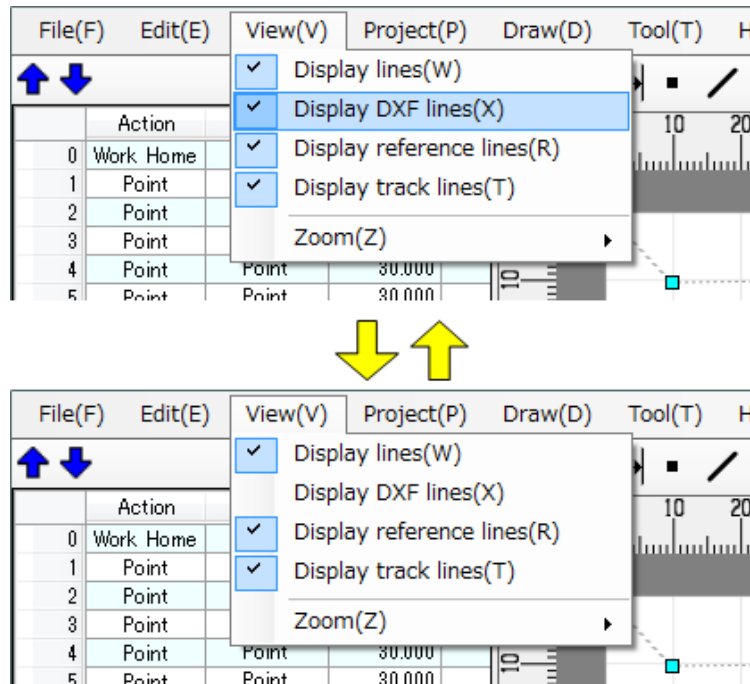 File(F) Edit(E) View(V) Project(P) Draw(D) Tool(T) H
Display lines(W)
Display DXF lines(X)
Display reference lines(R)
Display track lines(T)
Zoom(Z)
10 20
Action
0 Work Home
1 Point
2 Point
3 Point
4 Point Point 30.000
5 Point Point 30.000
10
File(F) Edit(E) View(V) Project(P) Draw(D) Tool(T) H
Display lines(W)
Display DXF lines(X)
Display reference lines(R)
Display track lines(T)
Zoom(Z)
10 20
Action
0 Work Home
1 Point
2 Point
3 Point
4 Point Point 30.000
5 Point Point 30.000
10